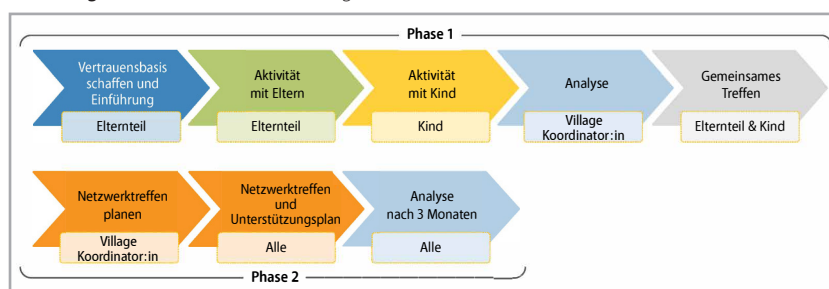 Phase 1
Vertrauensbasis
schaffen und
Einführung
Elternteil
Aktivität
mit Eltern
Elternteil
Aktivität
mit Kind
Kind
Analyse
Village
Koordinator:in
Gemeinsames
Treffen
Elternteil & Kind
Netzwerktreffen
planen
Village
Koordinator:in
Netzwerktreffen
und
Unterstützungsplan
Alle
Analyse
nach 3 Monaten
Alle
Phase 2